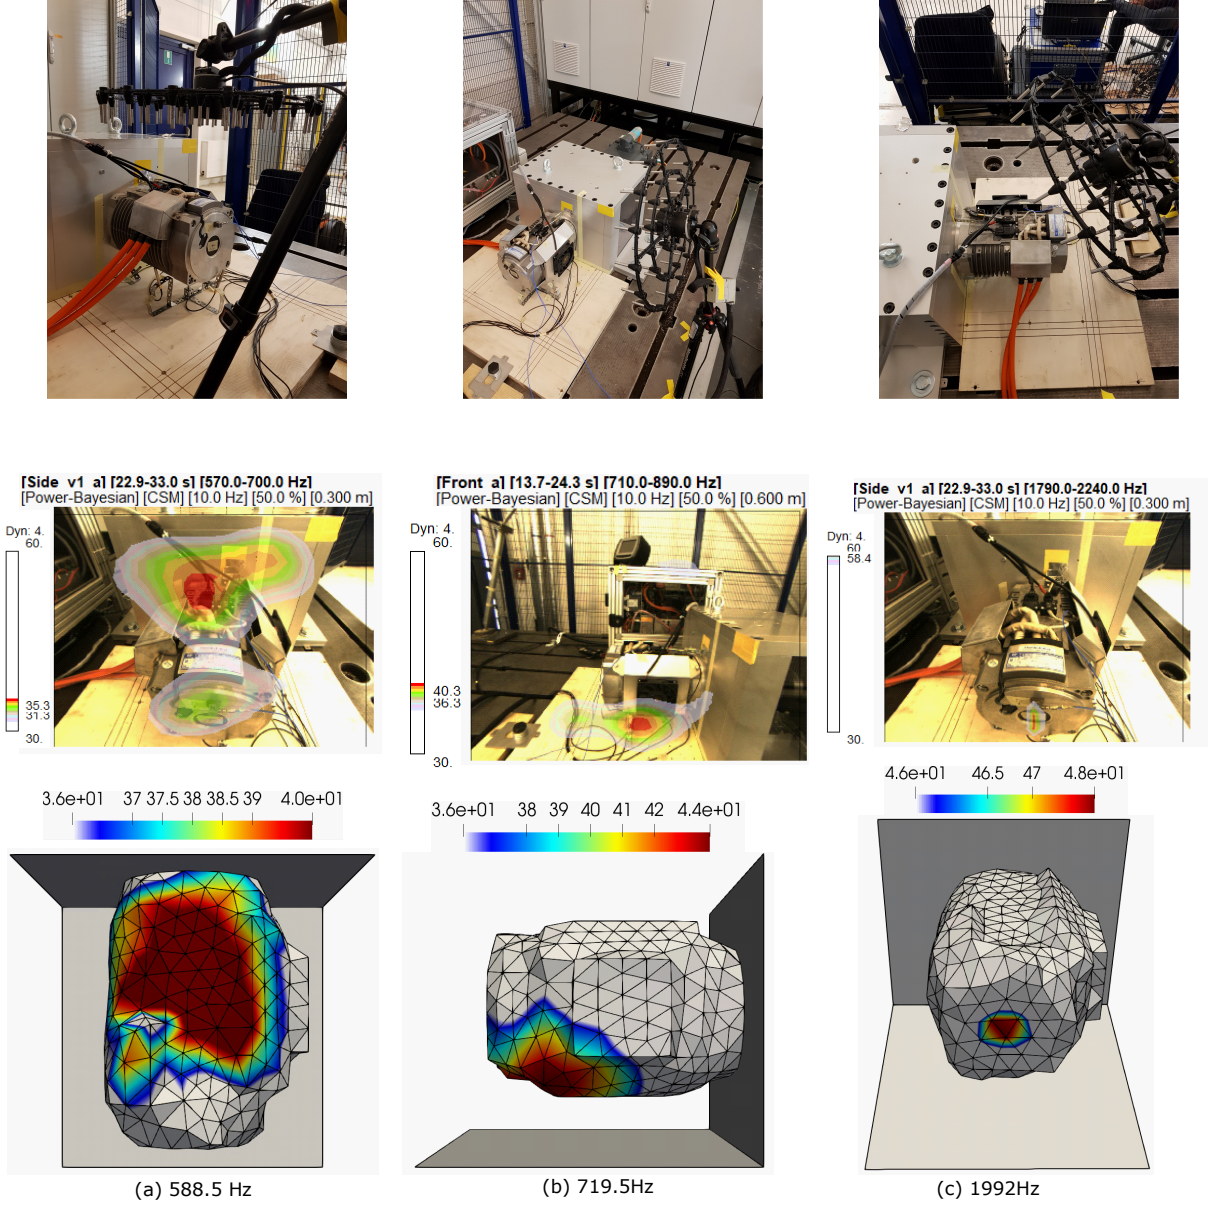 [Side_v1_a] [22.9-33.0 s] [570.0-700.0 Hz]
[Power-Bayesian] [CSM] [10.0 Hz] [50.0 %] [0.300 m]
Dyn: 4.
60.
35.3
31.3
30.
[Front_a] [13.7-24.3 s] [710.0-890.0 Hz]
[Power-Bayesian] [CSM] [10.0 Hz] [50.0 %] [0.600 m]
Dyn: 4.
60.
40.3
36.3
30.
[Side_v1_a] [22.9-33.0 s] [1790.0-2240.0 Hz]
[Power-Bayesian] [CSM] [10.0 Hz] [50.0 %] [0.300 m]
Dyn: 4.
60
58.4
30.
3.6e+01 37 37.5 38 38.5 39 4.0e+01
3.6e+01 38 39 40 41 42 4.4e+01
4.6e+01 46.5 47 4.8e+01
(a) 588.5 Hz
(b) 719.5Hz
(c) 1992Hz